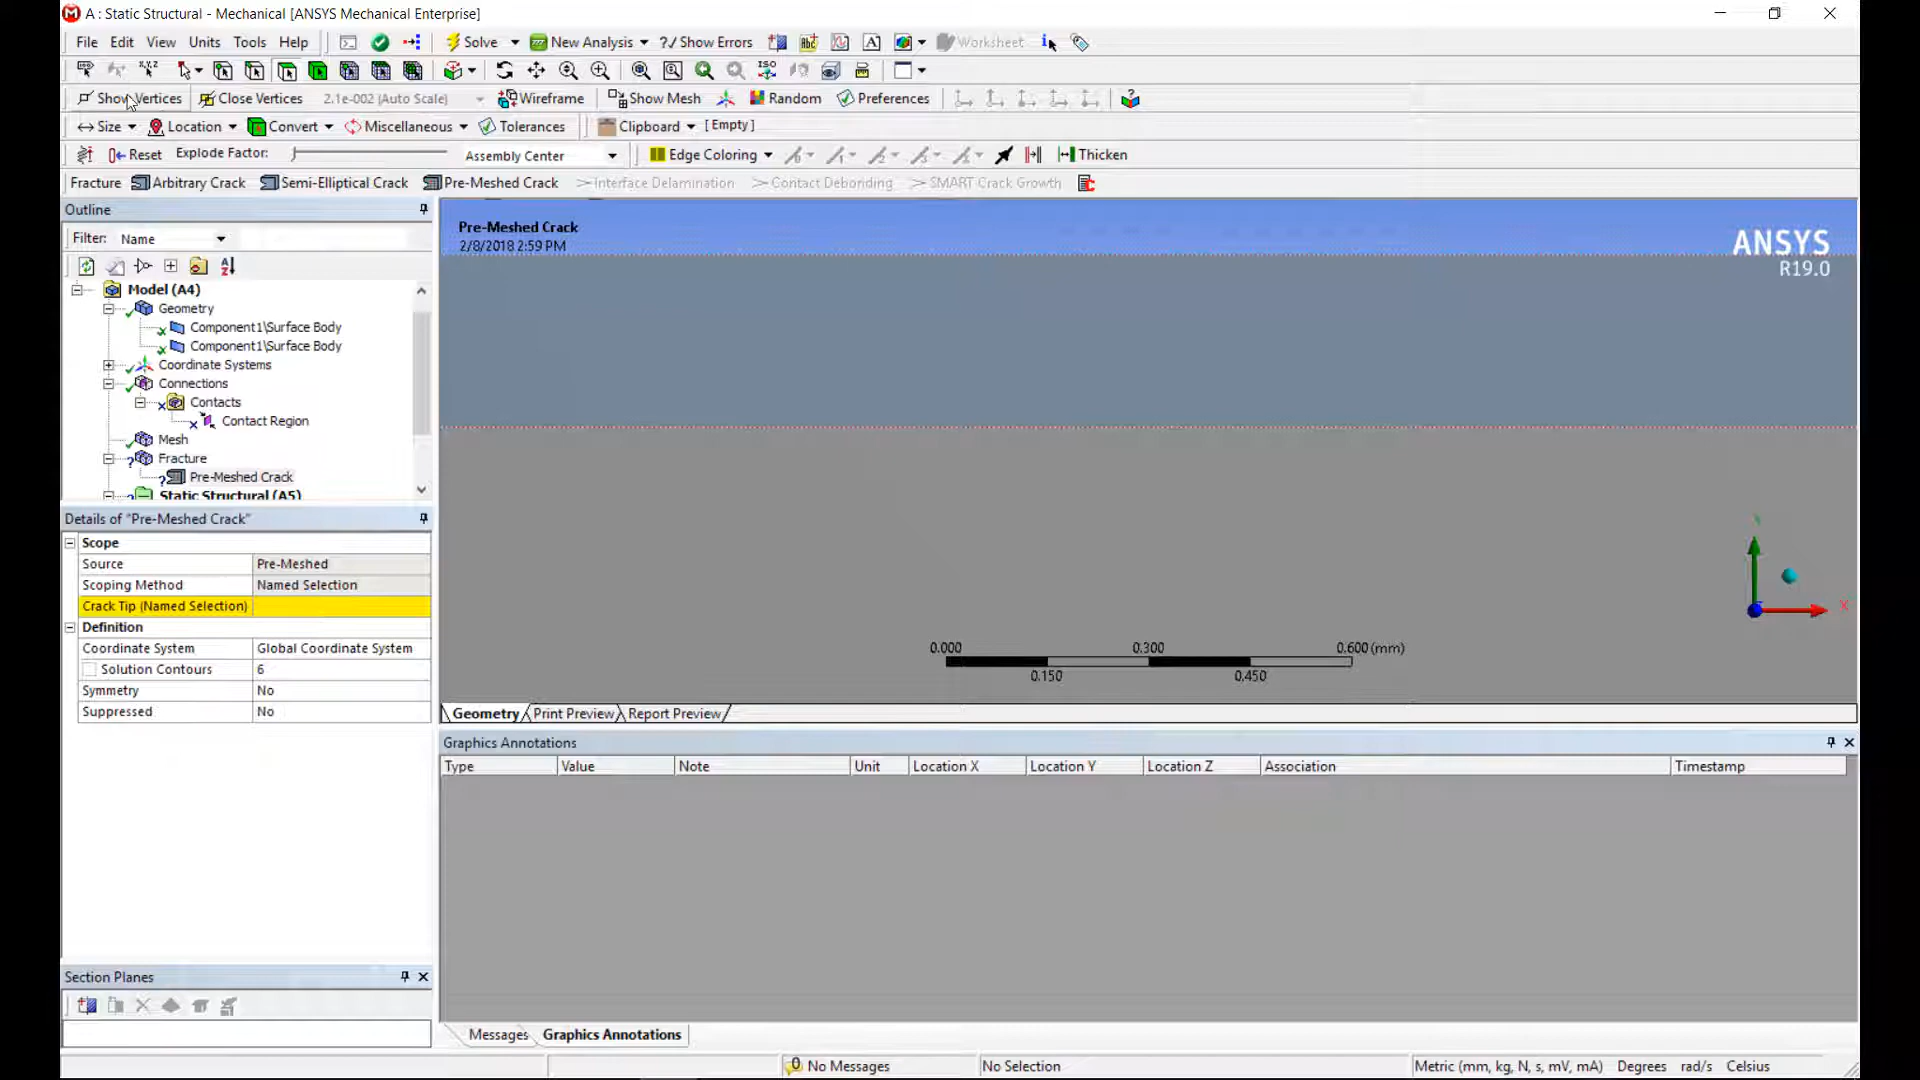 A : Static Structural - Mechanical [ANSYS Mechanical Enterprise]
File Edit View Units Tools Help Solve New Analysis ?/ Show Errors Worksheet
Show Vertices Close Vertices 2.1e-002 (Auto Scale) Wireframe Show Mesh Random Preferences
Size Location Convert Miscellaneous Tolerances Clipboard [ Empty ]
Reset Explode Factor: Assembly Center Edge Coloring Thicken
Fracture Arbitrary Crack Semi-Elliptical Crack Pre-Meshed Crack Interface Delamination Contact Debonding SMART Crack Growth
Outline
Filter: Name
Model (A4)
Geometry
Component1\Surface Body
Component1\Surface Body
Coordinate Systems
Connections
Contacts
Contact Region
Mesh
Fracture
Pre-Meshed Crack
Static Structural (A5)
Details of "Pre-Meshed Crack"
Scope
Source Pre-Meshed
Scoping Method Named Selection
Crack Tip (Named Selection)
Definition
Coordinate System Global Coordinate System
Solution Contours 6
Symmetry No
Suppressed No
Section Planes
Pre-Meshed Crack
2/8/2018 2:59 PM
ANSYS
R19.0
X
0.000 0.300 0.600 (mm)
0.150 0.450
Geometry Print Preview Report Preview
Graphics Annotations
Type Value Note Unit Location X Location Y Location Z Association Timestamp
Messages Graphics Annotations
No Messages No Selection Metric (mm, kg, N, s, mV, mA) Degrees rad/s Celsius